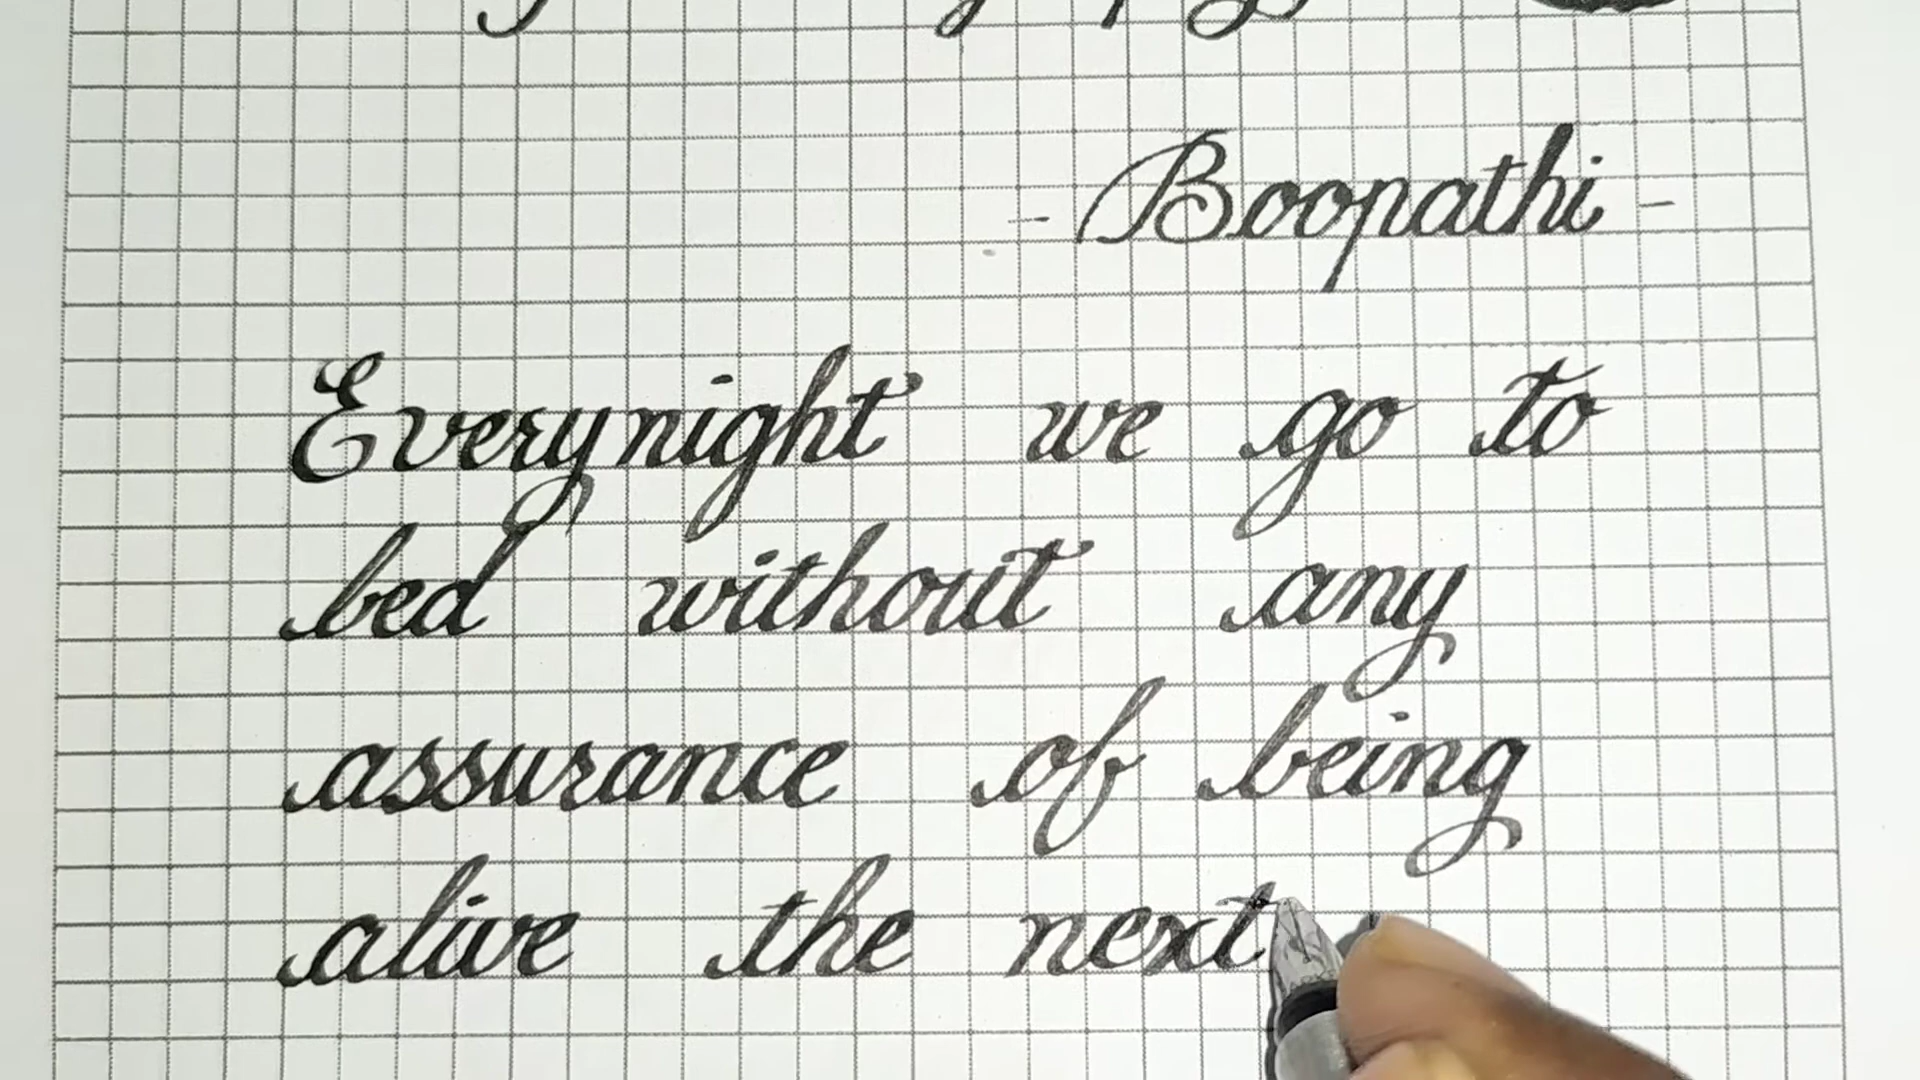 - Boopathi -
Everynight we go to
bed without any
assurance of being
alive the next